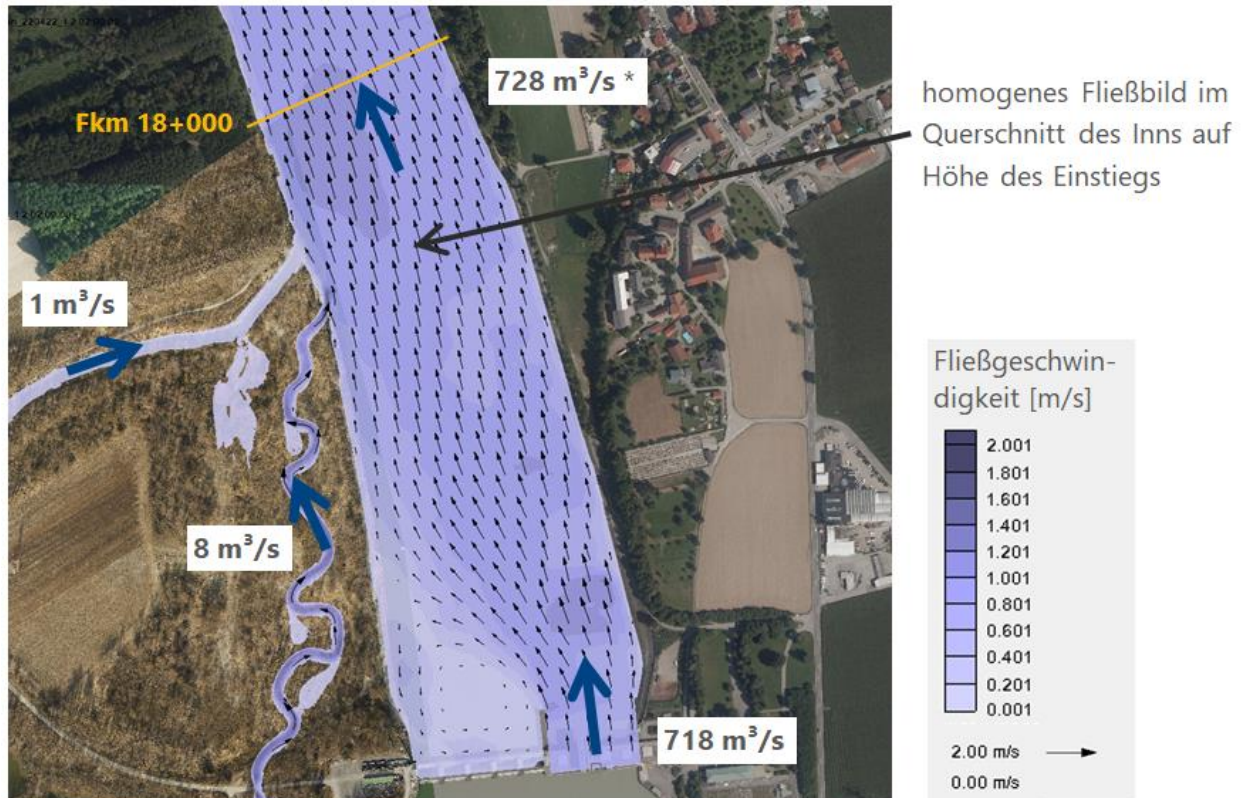 728 m³/s *
Fkm 18+000
homogenes Fließbild im
Querschnitt des Inns auf
Höhe des Einstiegs
1 m³/s
8 m³/s
718 m³/s
Fließgeschwin-
digkeit [m/s]
2.001
1.801
1.601
1.401
1.201
1.001
0.801
0.601
0.401
0.201
0.001
2.00 m/s
0.00 m/s